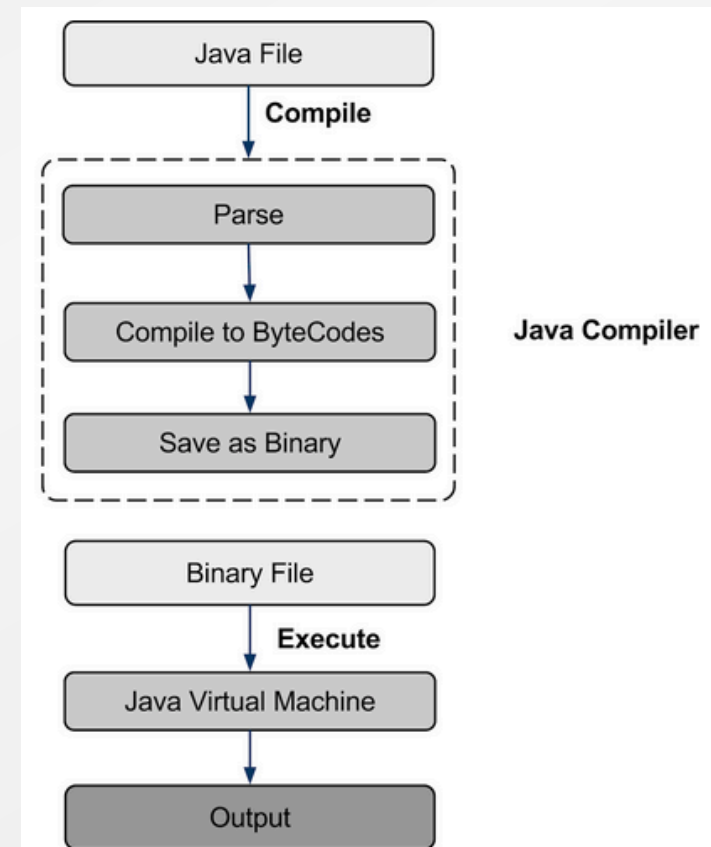 Java File
Compile
Parse
Compile to ByteCodes
Java Compiler
Save as Binary
Binary File
Execute
Java Virtual Machine
Output